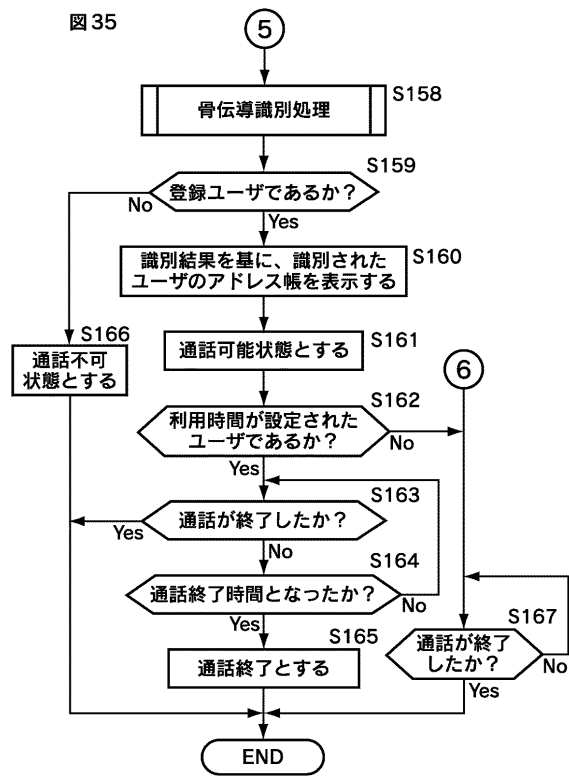 図35
5
骨伝導識別処理
S158
登録ユーザであるか？
S159
No
Yes
識別結果を基に、識別された
ユーザのアドレス帳を表示する
S160
S166
通話不可
状態とする
通話可能状態とする
S161
6
利用時間が設定された
ユーザであるか？
S162
No
Yes
通話が終了したか？
S163
Yes
No
通話終了時間となったか？
S164
No
Yes
通話終了とする
S165
通話が終了
したか？
S167
No
Yes
END